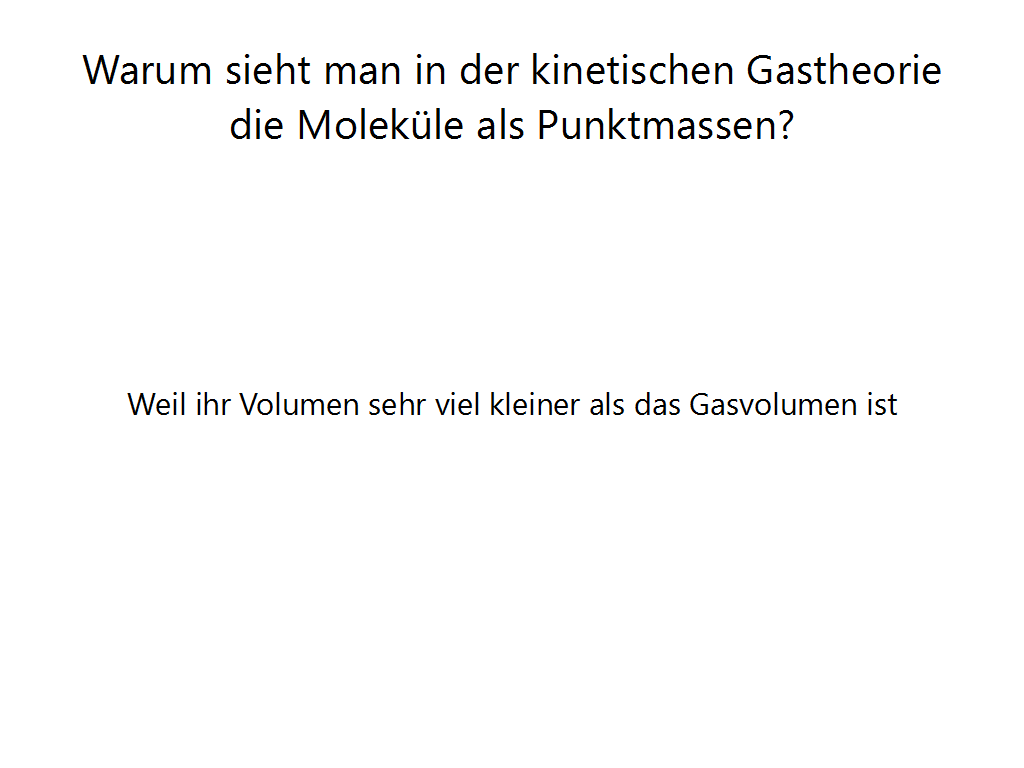 Warum sieht man in der kinetischen Gastheorie
die Moleküle als Punktmassen?
Weil ihr Volumen sehr viel kleiner als das Gasvolumen ist